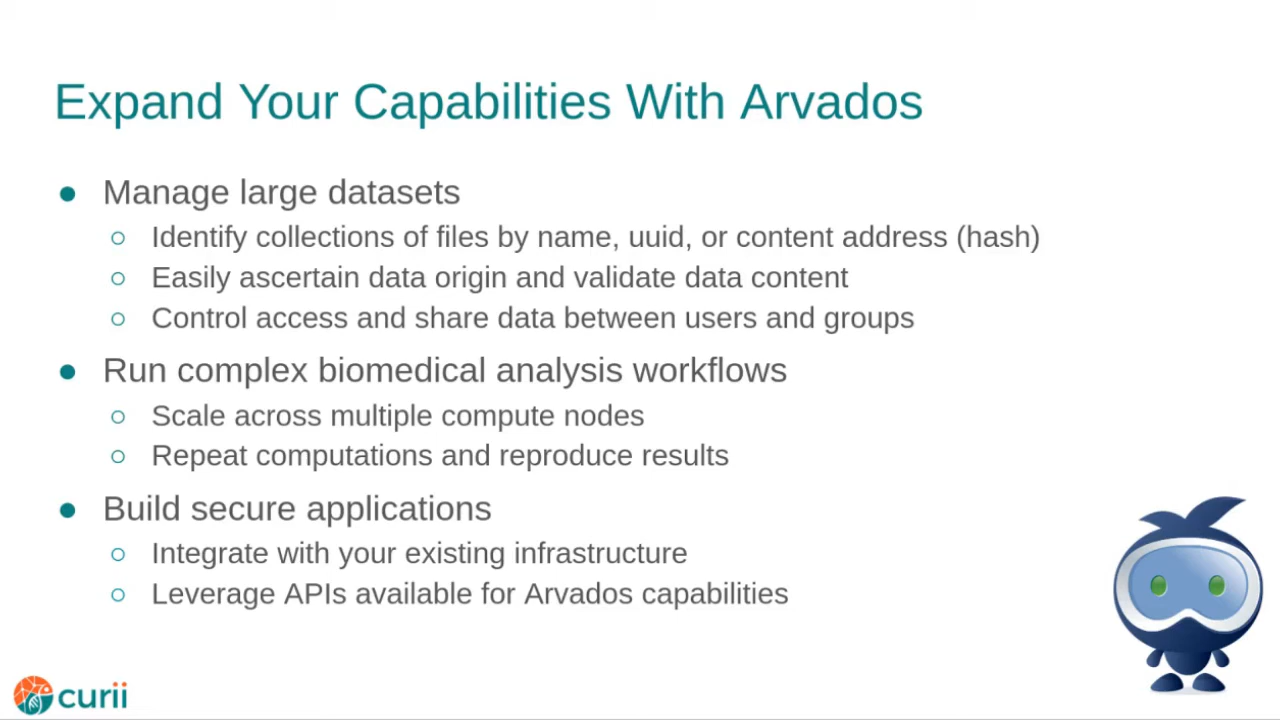 Expand Your Capabilities With Arvados
● Manage large datasets
○ Identify collections of files by name, uuid, or content address (hash)
○ Easily ascertain data origin and validate data content
○ Control access and share data between users and groups
● Run complex biomedical analysis workflows
○ Scale across multiple compute nodes
○ Repeat computations and reproduce results
● Build secure applications
○ Integrate with your existing infrastructure
○ Leverage APIs available for Arvados capabilities
curii